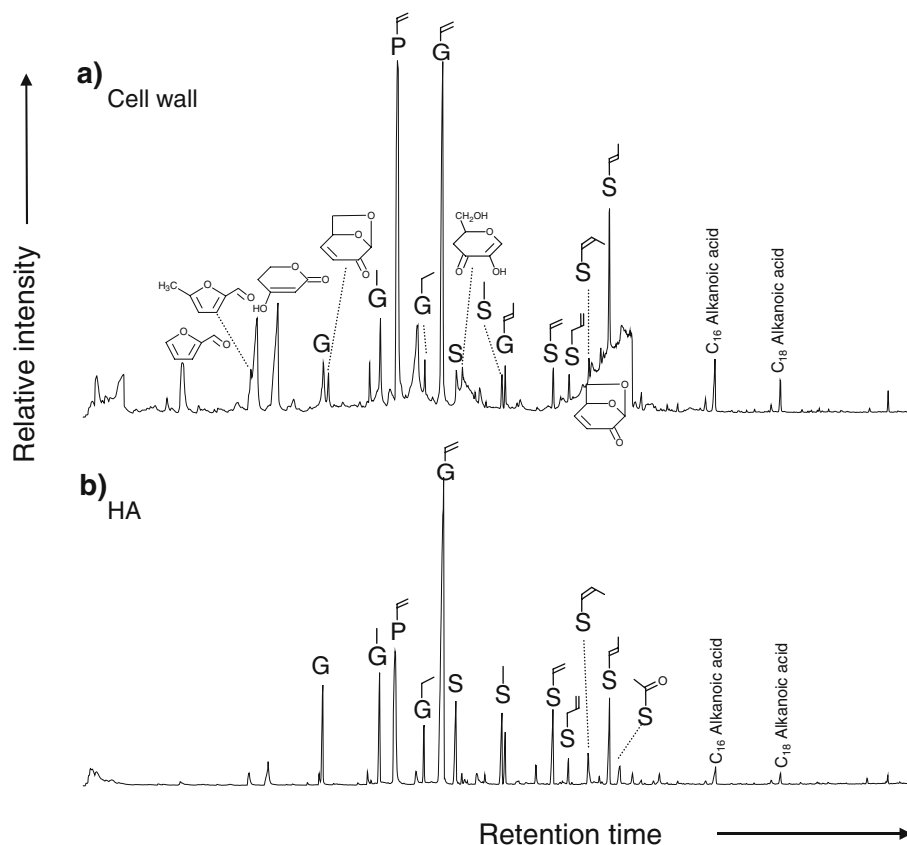 a)
Cell wall
Relative intensity
P
G
S
S
CH₂OH
O
O
O
O
O
OH
CH₃
O
O
O
O
HO
O
O
G
G
G
S
S
G
S
S
O
O
O
C₁₆ Alkanoic acid
C₁₈ Alkanoic acid
b)
HA
G
G
G
P
G
S
S
S
S
S
S
O
S
C₁₆ Alkanoic acid
C₁₈ Alkanoic acid
Retention time